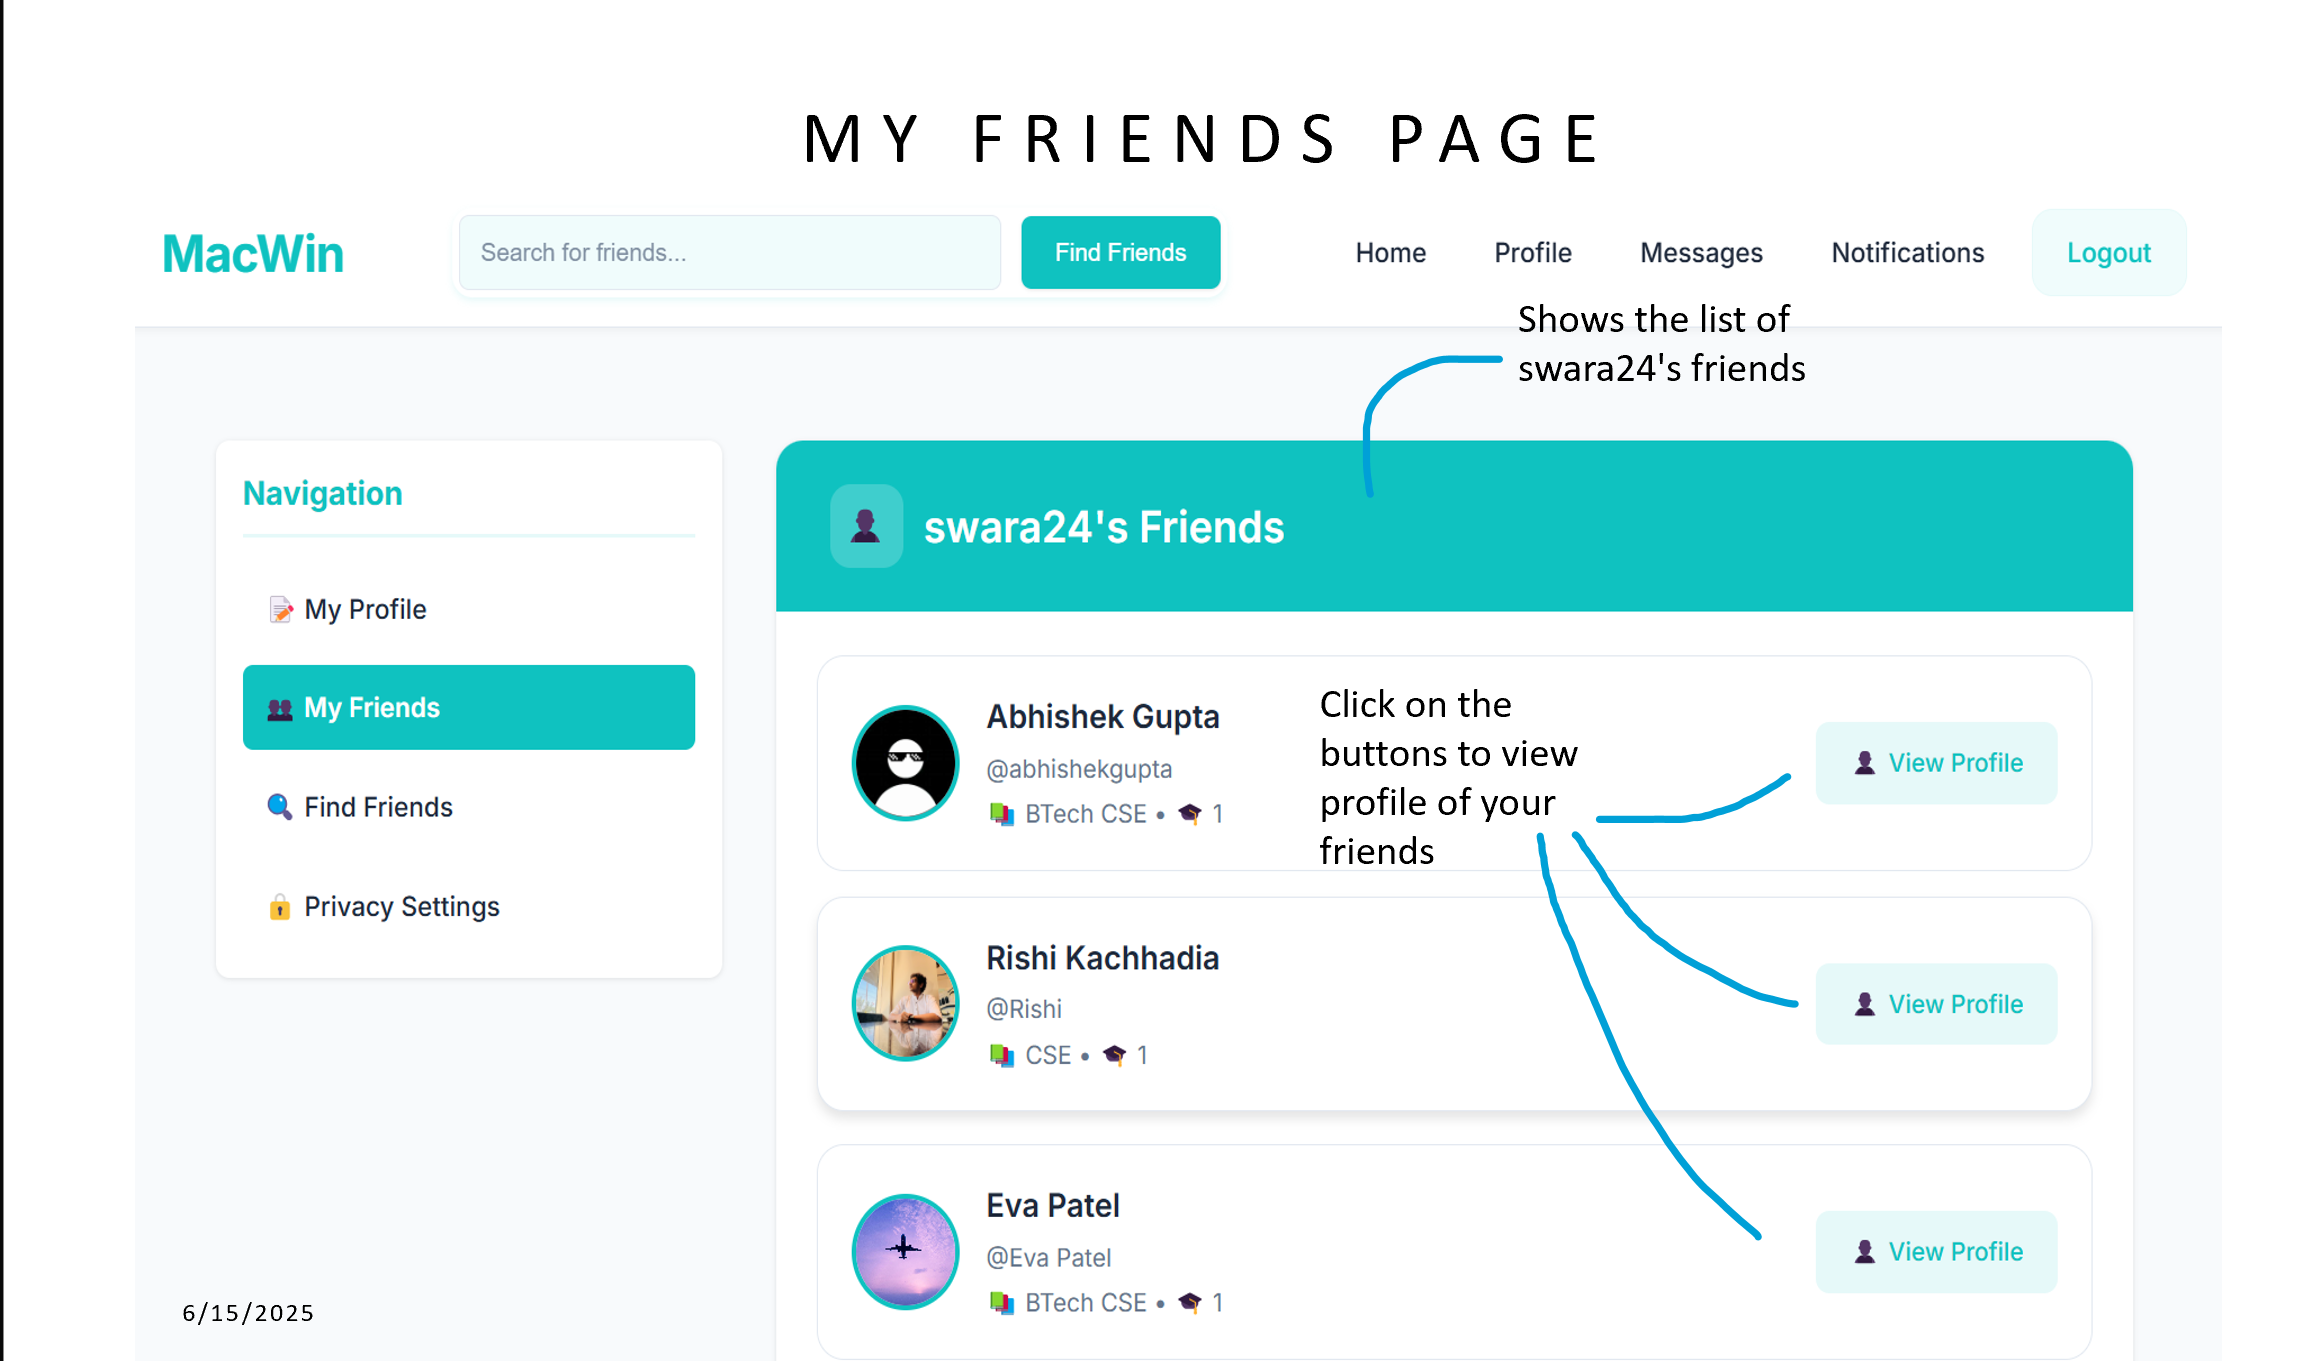 MY FRIENDS PAGE
MacWin
Search for friends...
Find Friends
Home
Profile
Messages
Notifications
Logout
Shows the list of
swara24's friends
Navigation
My Profile
My Friends
Find Friends
Privacy Settings
swara24's Friends
Abhishek Gupta
@abhishekgupta
BTech CSE • 1
Click on the
buttons to view
profile of your
friends
View Profile
Rishi Kachhadia
@Rishi
CSE • 1
View Profile
Eva Patel
@Eva Patel
BTech CSE • 1
View Profile
6/15/2025